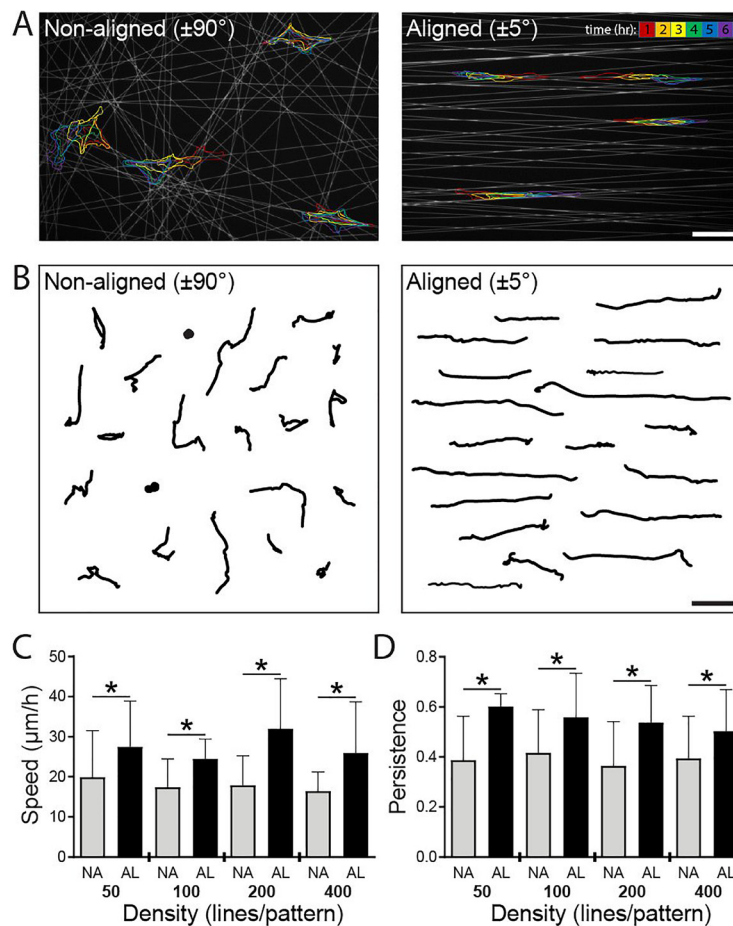 A
Non-aligned (±90°)
Aligned (±5°)
time (hr): 1 2 3 4 5 6
B
Non-aligned (±90°)
Aligned (±5°)
C
50
40
30
20
10
0
Speed (µm/h)
*
*
*
*
NA AL NA AL NA AL NA AL
50 100 200 400
Density (lines/pattern)
D
0.8
0.6
0.4
0.2
0.0
Persistence
*
*
*
*
NA AL NA AL NA AL NA AL
50 100 200 400
Density (lines/pattern)